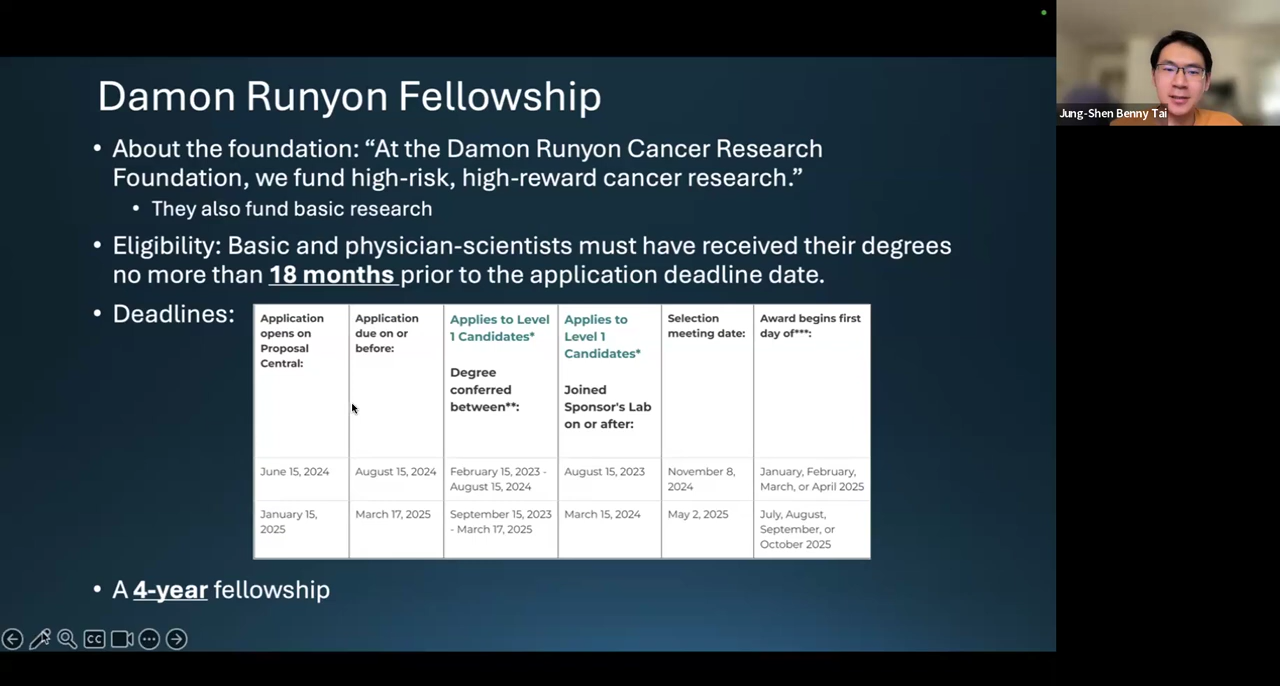 Damon Runyon Fellowship
• About the foundation: “At the Damon Runyon Cancer Research
Foundation, we fund high-risk, high-reward cancer research.”
• They also fund basic research
• Eligibility: Basic and physician-scientists must have received their degrees
no more than 18 months prior to the application deadline date.
• Deadlines:
Application
opens on
Proposal
Central:
Application
due on or
before:
Applies to Level
1 Candidates*
Degree
conferred
between**:
Applies to
Level 1
Candidates*
Joined
Sponsor's Lab
on or after:
Selection
meeting date:
Award begins first
day of***:
June 15, 2024
August 15, 2024
February 15, 2023 -
August 15, 2024
August 15, 2023
November 8,
2024
January, February,
March, or April 2025
January 15,
2025
March 17, 2025
September 15, 2023
- March 17, 2025
March 15, 2024
May 2, 2025
July, August,
September, or
October 2025
• A 4-year fellowship
CC
Jung-Shen Benny Tai